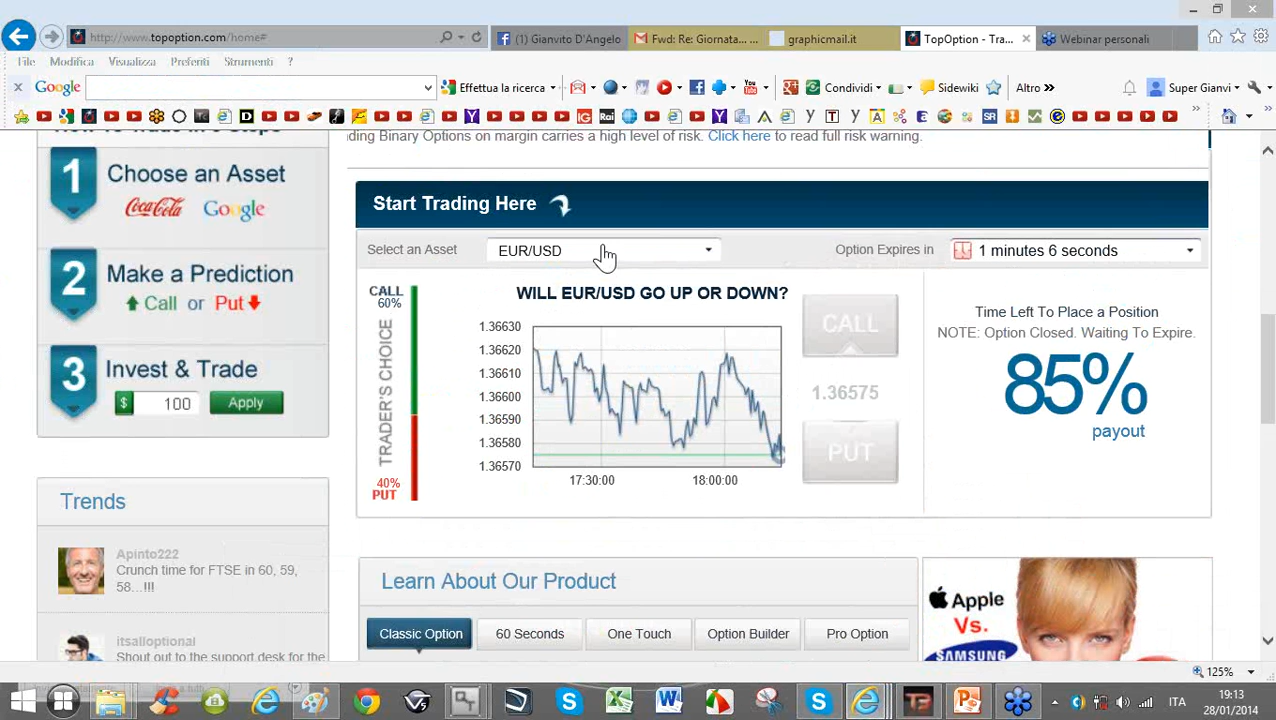 http://www.topoption.com/home#
(1) Gianvito D'Angelo
Fwd: Re: Giornata...
graphicmail.it
TopOption - Tra...
Webinar personali
File Modifica Visualizza Preferiti Strumenti ?
Google
Effettua la ricerca
Condividi
Sidewiki
Altro
Super Gianvi
How To Trade in 3 Steps
ding Binary Options on margin carries a high level of risk. Click here to read full risk warning.
1
Choose an Asset
Coca-Cola Google
2
Make a Prediction
Call or Put
3
Invest & Trade
$ 100 Apply
Start Trading Here
Select an Asset EUR/USD
Option Expires in 1 minutes 6 seconds
CALL
60%
TRADER'S CHOICE
40%
PUT
WILL EUR/USD GO UP OR DOWN?
1.36630
1.36620
1.36610
1.36600
1.36590
1.36580
1.36570
17:30:00 18:00:00
CALL
1.36575
PUT
Time Left To Place a Position
NOTE: Option Closed. Waiting To Expire.
85%
payout
Trends
Apinto222
Crunch time for FTSE in 60, 59,
58...!!!
itsalloptional
Shout out to the support desk for the
Learn About Our Product
Classic Option 60 Seconds One Touch Option Builder Pro Option
Apple
Vs.
SAMSUNG
125%
ITA
19:13
28/01/2014